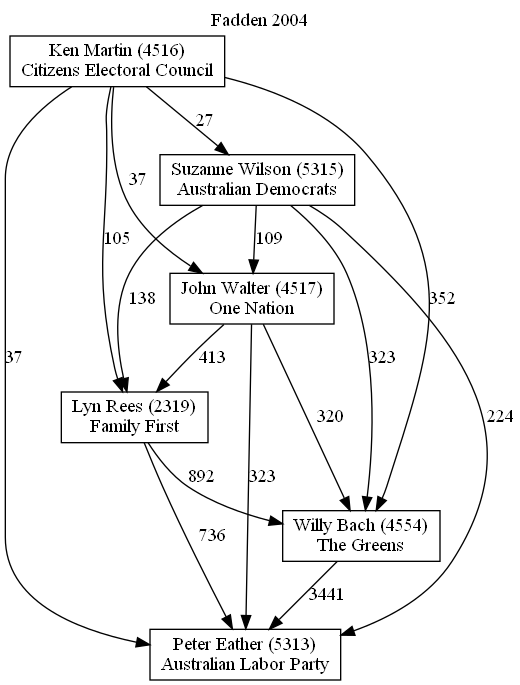 Fadden 2004
Ken Martin (4516)
Citizens Electoral Council
27
Suzanne Wilson (5315)
Australian Democrats
37
105
109
138
John Walter (4517)
One Nation
352
37
413
323
Lyn Rees (2319)
Family First
320
224
892
323
736
Willy Bach (4554)
The Greens
3441
Peter Eather (5313)
Australian Labor Party